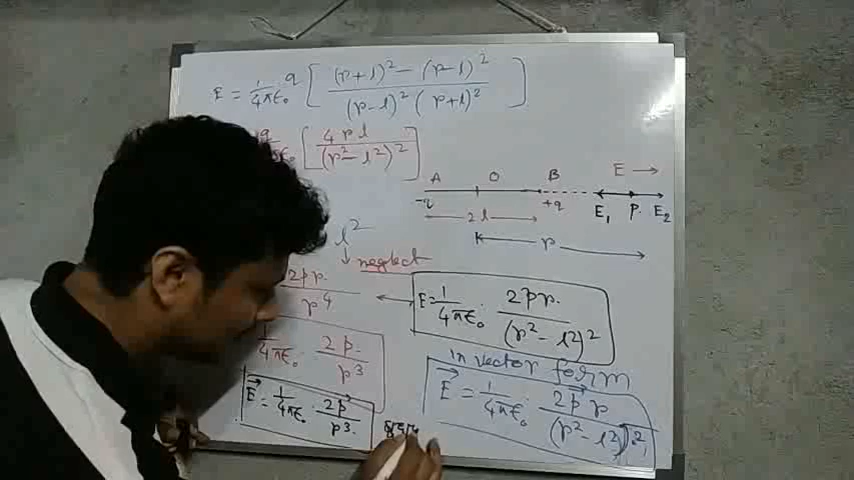 E = 1/4πϵ₀ q [ (r+l)² − (r−l)² / (r−l)² (r+l)² ]
q/4πϵ₀ [ 4rl / (r²−l²)² ]
A O B E →
-q +q E₁ P. E₂
2l
r
l²
↓ neglect
2pr / r⁴ ← E = 1/4πϵ₀ · 2pr / (r² − l²)²
1/4πϵ₀ · 2p / r³
in vector form
E⃗ = 1/4πϵ₀ · 2p⃗ r / (r² − l²)²
E⃗ = 1/4πϵ₀ · 2p⃗ / r³